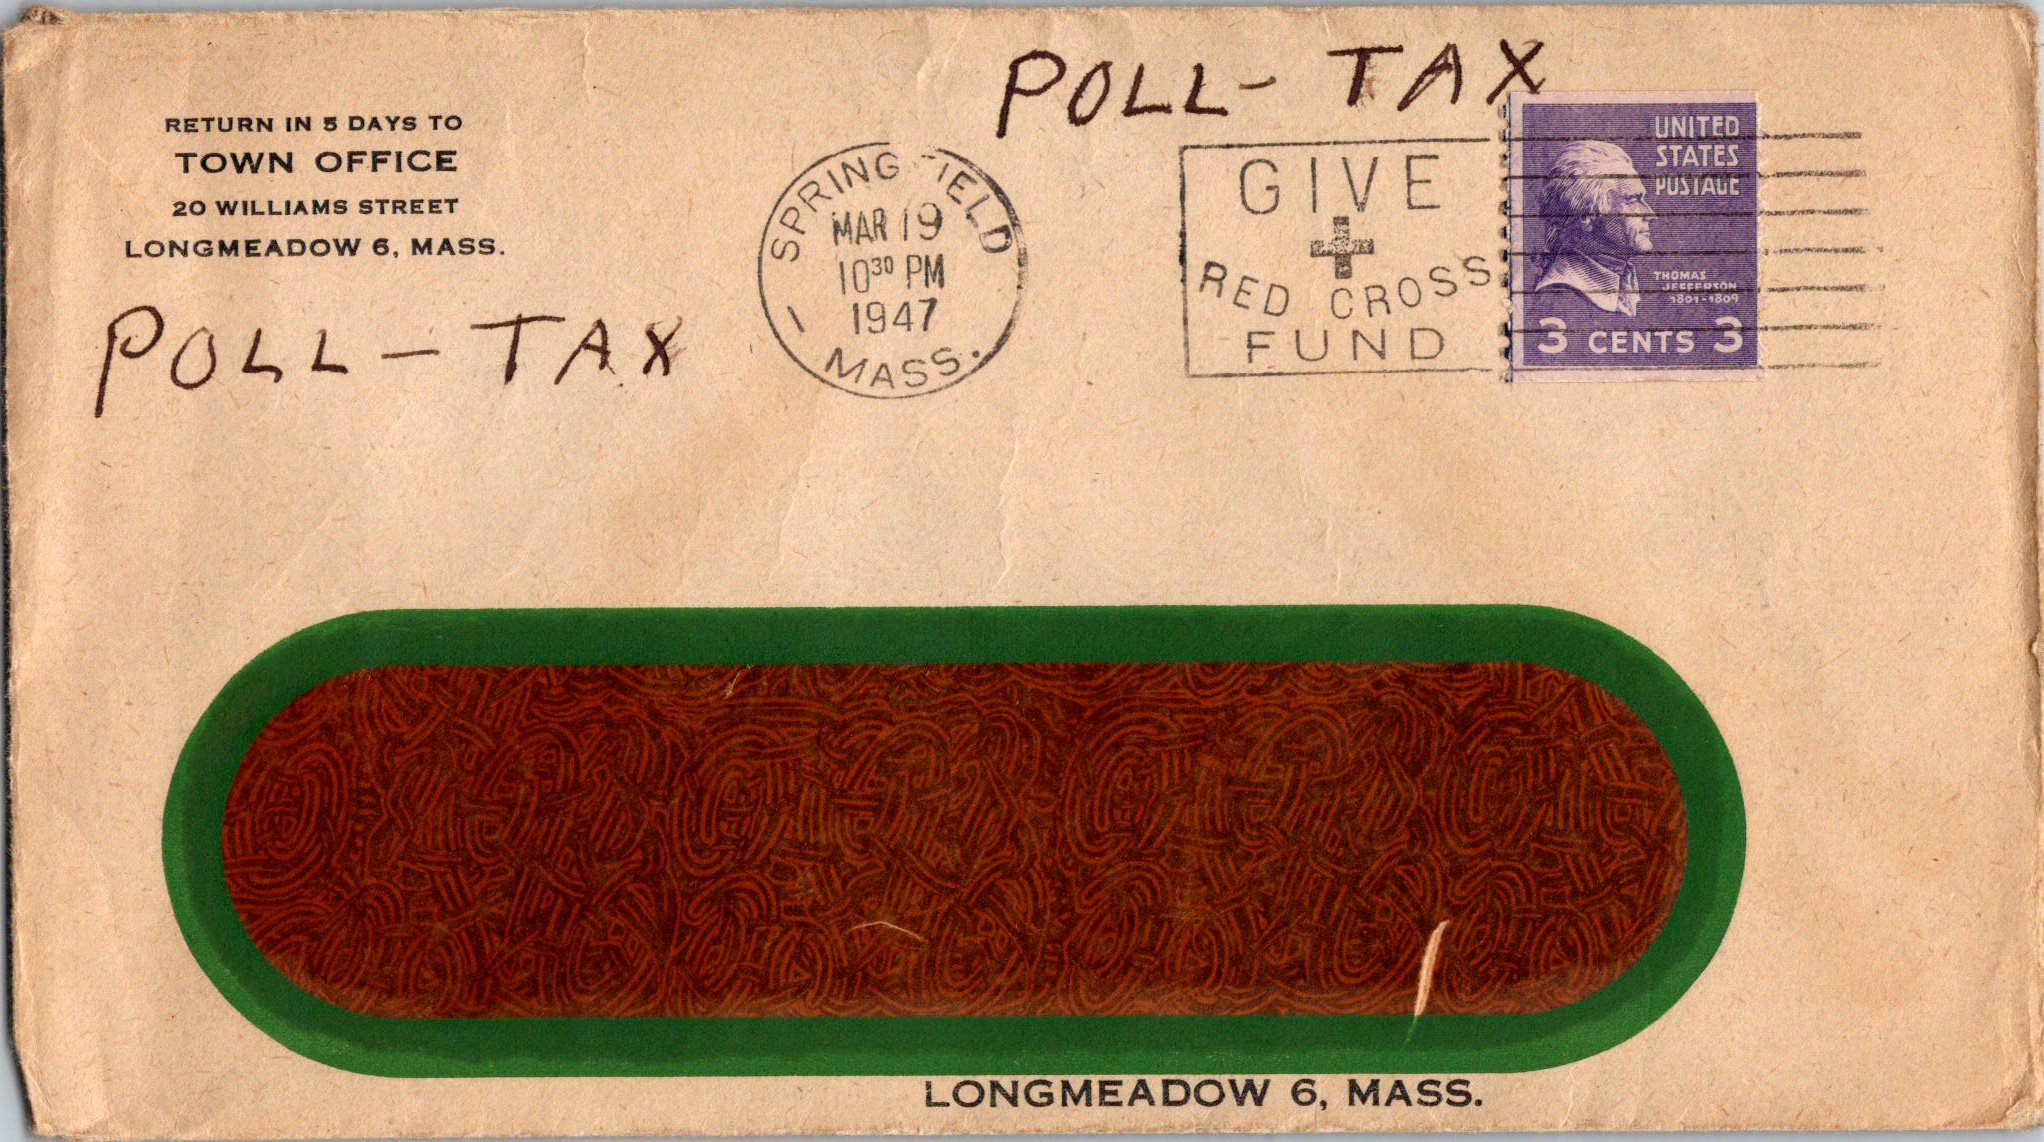 POLL-TAX
RETURN IN 5 DAYS TO
TOWN OFFICE
20 WILLIAMS STREET
LONGMEADOW 6, MASS.
POLL-TAX
SPRINGFIELD
MAR 19
10 30 PM
1947
1
MASS.
GIVE
RED CROSS
FUND
UNITED
STATES
POSTAGE
THOMAS
JEFFERSON
1801-1809
3 CENTS 3
LONGMEADOW 6, MASS.